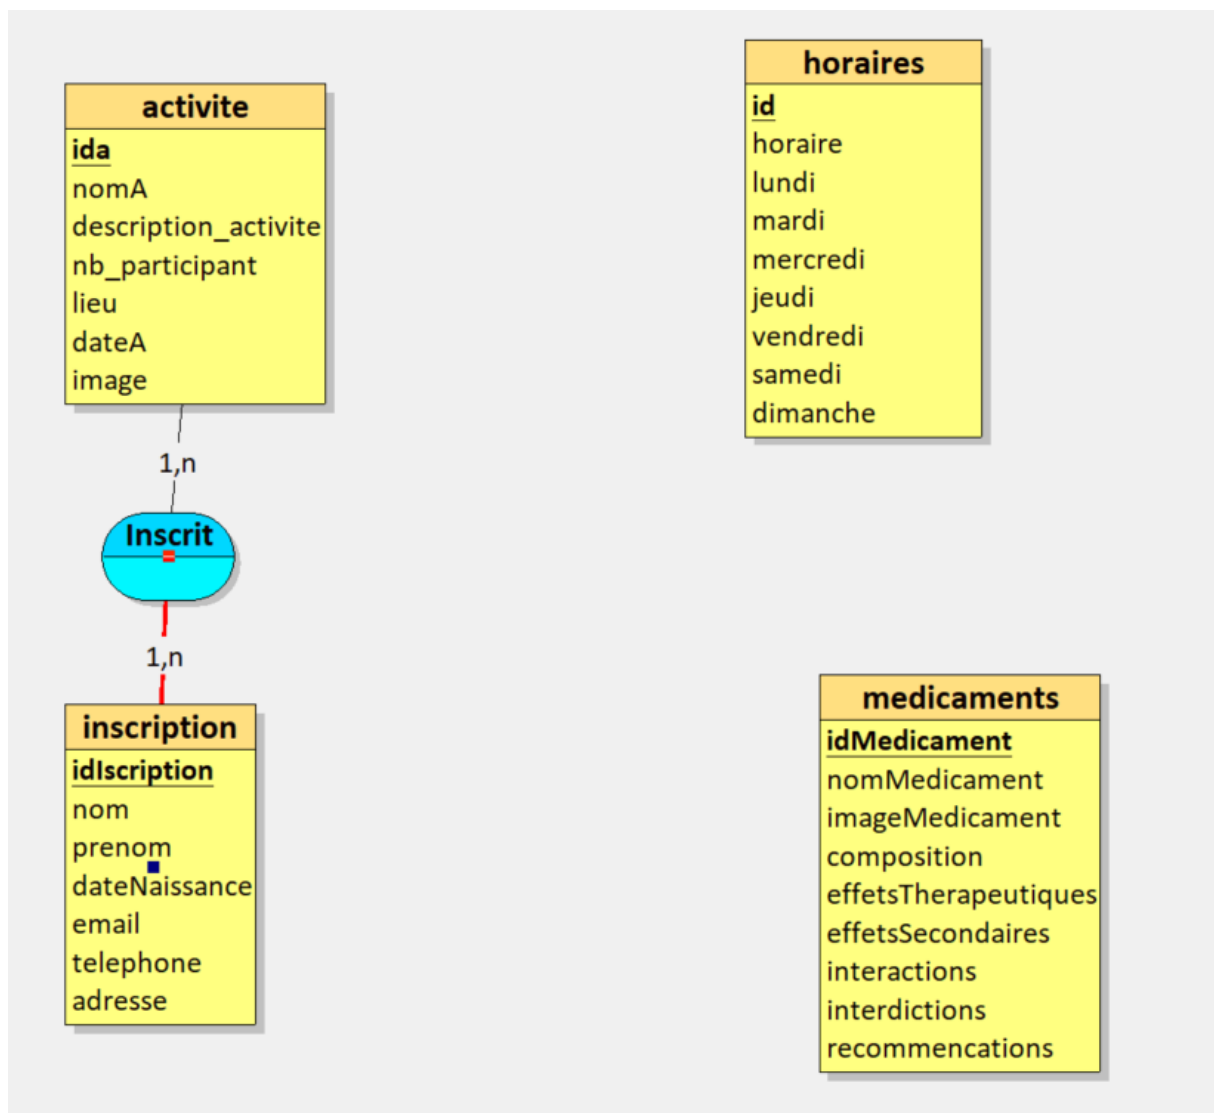 activite
ida
nomA
description_activite
nb_participant
lieu
dateA
image
1,n
Inscrit
1,n
inscription
idIscription
nom
prenom
dateNaissance
email
telephone
adresse
horaires
id
horaire
lundi
mardi
mercredi
jeudi
vendredi
samedi
dimanche
medicaments
idMedicament
nomMedicament
imageMedicament
composition
effetsTherapeutiques
effetsSecondaires
interactions
interdictions
recommencations